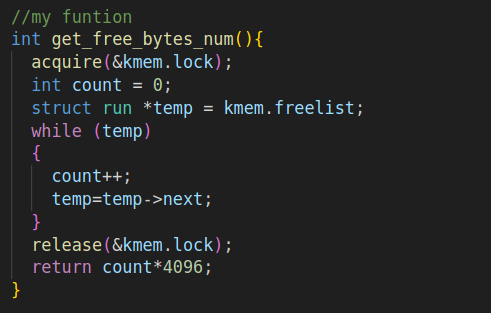 //my funtion
int get_free_bytes_num(){
  acquire(&kmem.lock);
  int count = 0;
  struct run *temp = kmem.freelist;
  while (temp)
  {
    count++;
    temp=temp->next;
  }
  release(&kmem.lock);
  return count*4096;
}